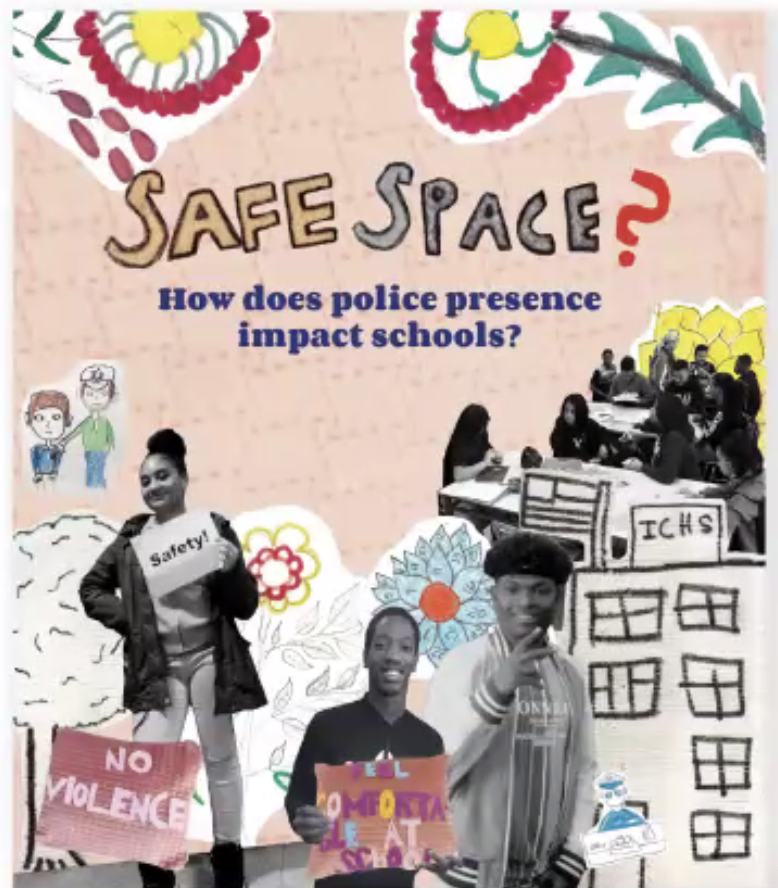 SAFE SPACE?
How does police presence
impact schools?
Safety!
ICHS
NO
VIOLENCE
FEEL
COMFORTA
BLE AT
SCHOOL